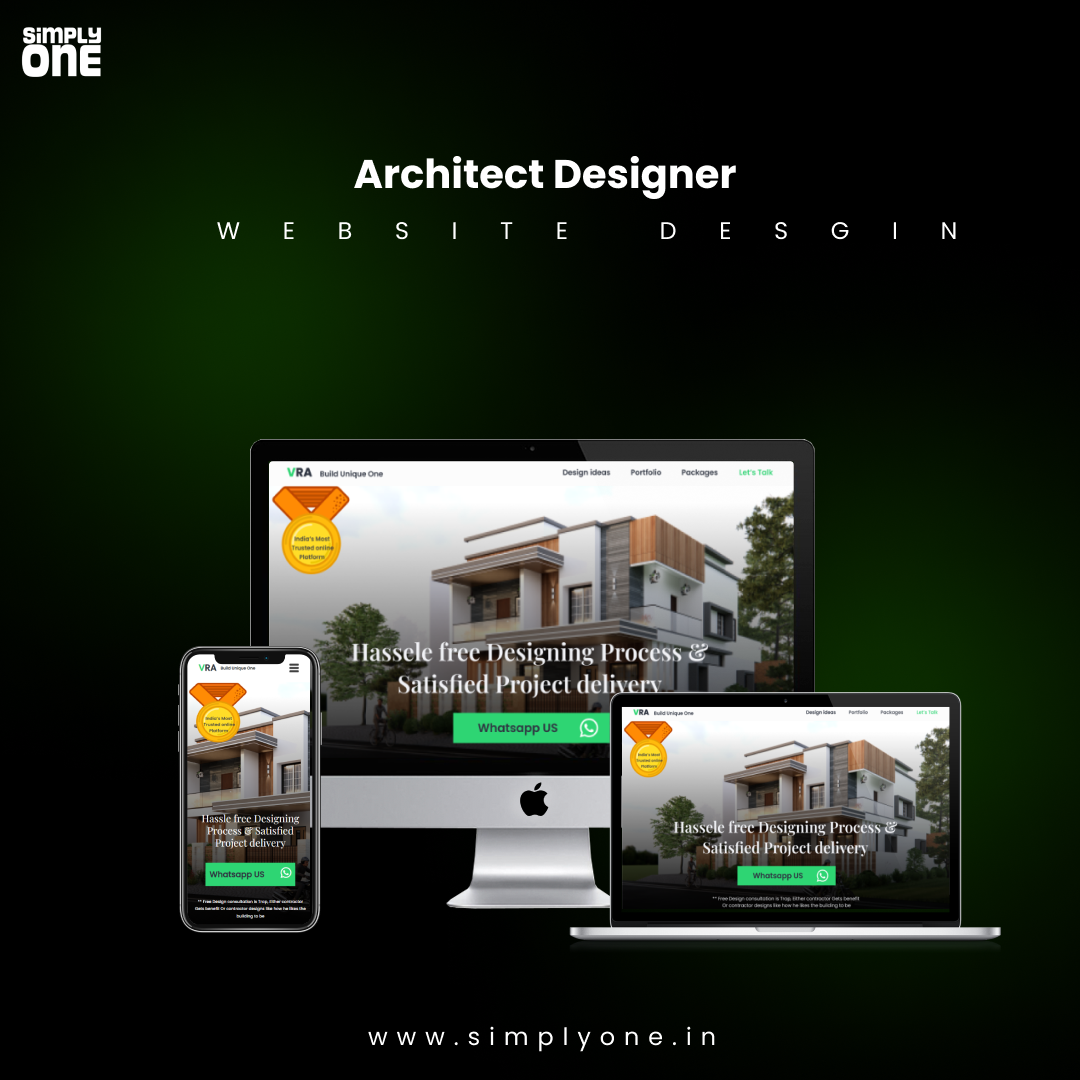 SiMPLY
ONE
Architect Designer
WEBSITE DESGIN
VRA Build Unique One Design ideas Portfolio Packages Let's Talk
India's Most
Trusted online
Platform
Hassele free Designing Process &
Satisfied Project delivery
Whatsapp US
VRA Build Unique One
India's Most
Trusted online
Platform
Hassle free Designing
Process & Satisfied
Project delivery
Whatsapp US
** Free Design consultation is Trap, Either contractor
Gets benefit Or contractor designs like how he likes the
building to be
VRA Build Unique One Design ideas Portfolio Packages Let's Talk
India's Most
Trusted online
Platform
Hassele free Designing Process &
Satisfied Project delivery
Whatsapp US
** Free Design consultation is Trap, Either contractor Gets benefit
Or contractor designs like how he likes the building to be
www.simplyone.in